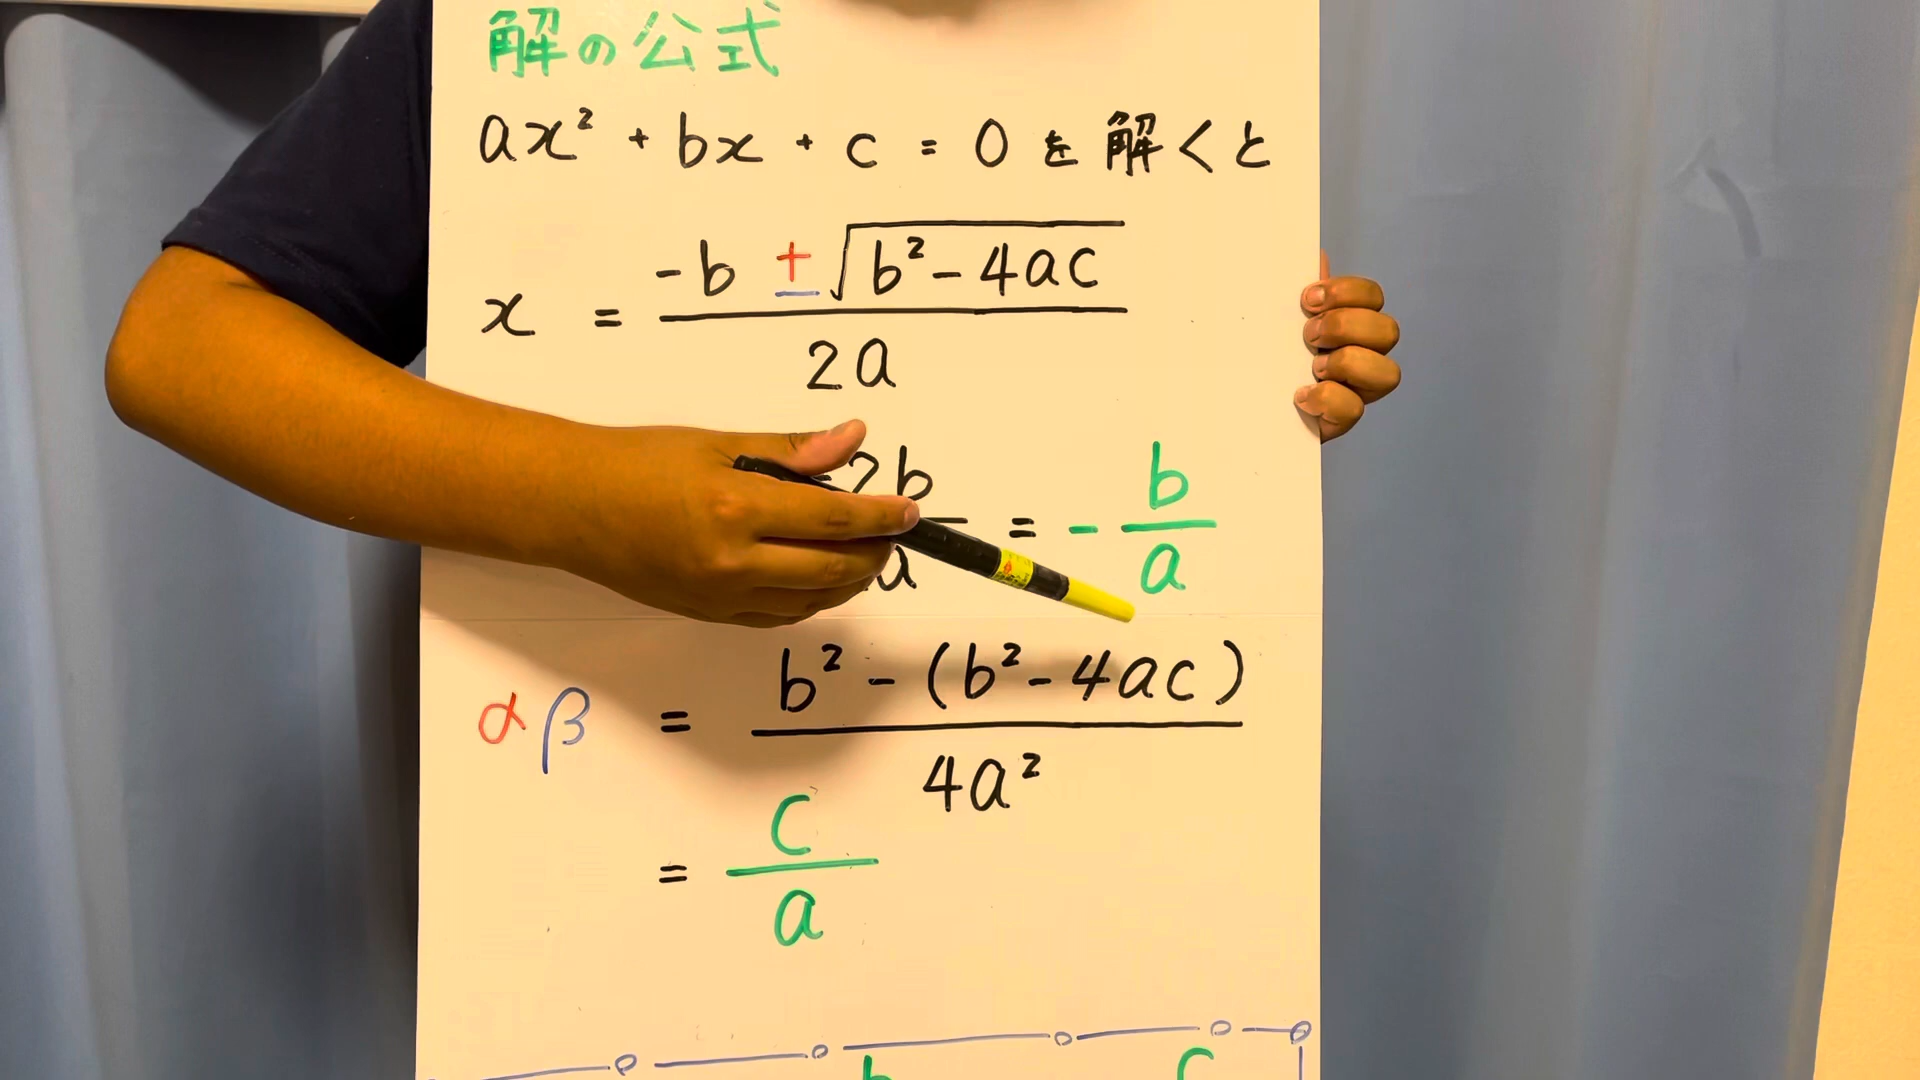 解の公式
ax² + bx + c = 0 を解くと
x = (-b ± √(b² - 4ac)) / 2a
-2b / 2a = - b/a
αβ = (b² - (b² - 4ac)) / 4a²
= c/a
b c